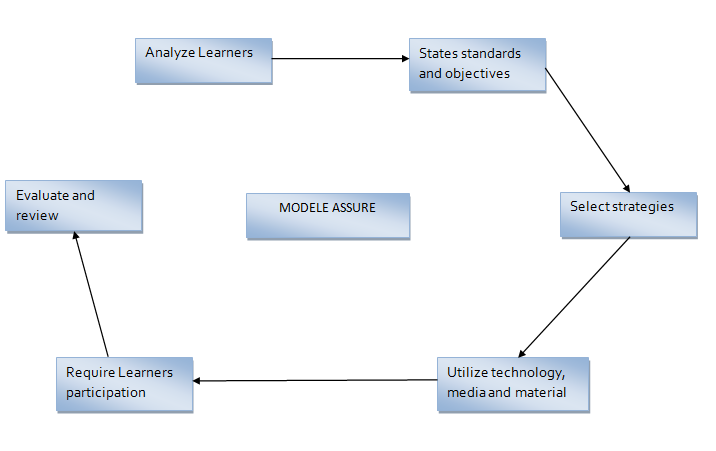 Analyze Learners
States standards
and objectives
Evaluate and
review
MODELE ASSURE
Select strategies
Require Learners
participation
Utilize technology,
media and material